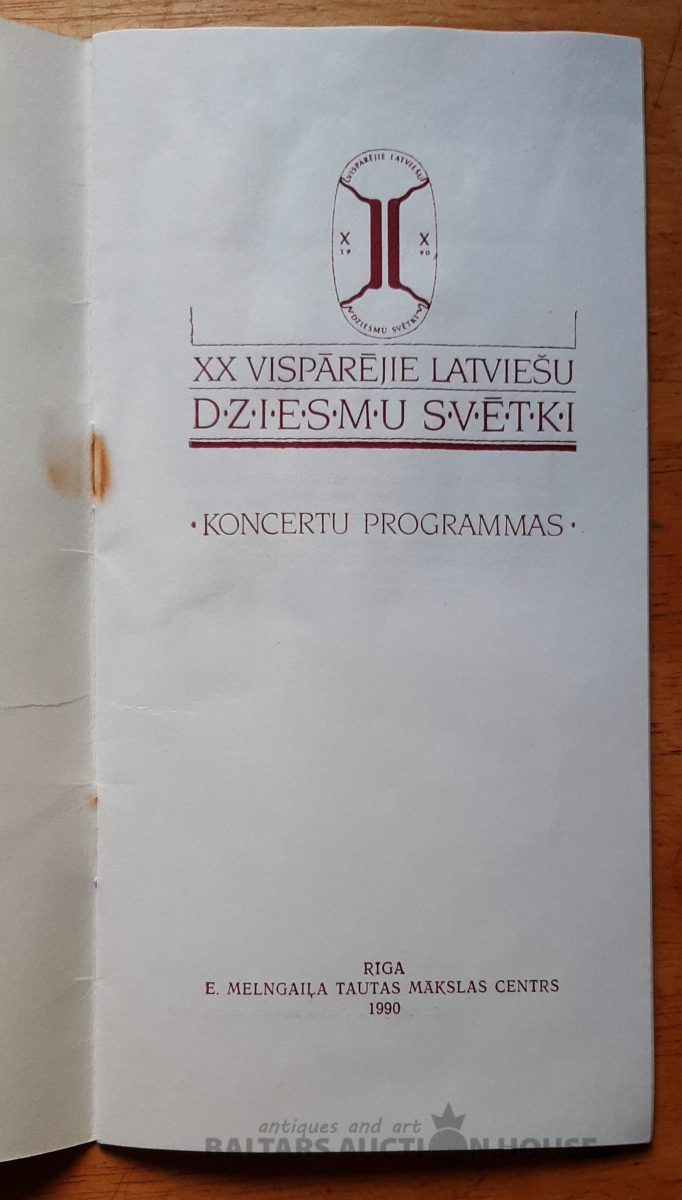 VISPĀRĒJIE LATVIEŠU
X X
19 90
DZIESMU SVĒTKI
XX VISPĀRĒJIE LATVIEŠU
D·Z·I·E·S·M·U S·V·Ē·T·K·I
·KONCERTU PROGRAMMAS·
RĪGA
E. MELNGAIĻA TAUTAS MĀKSLAS CENTRS
1990
antiques and art
BALTARS AUCTION HOUSE